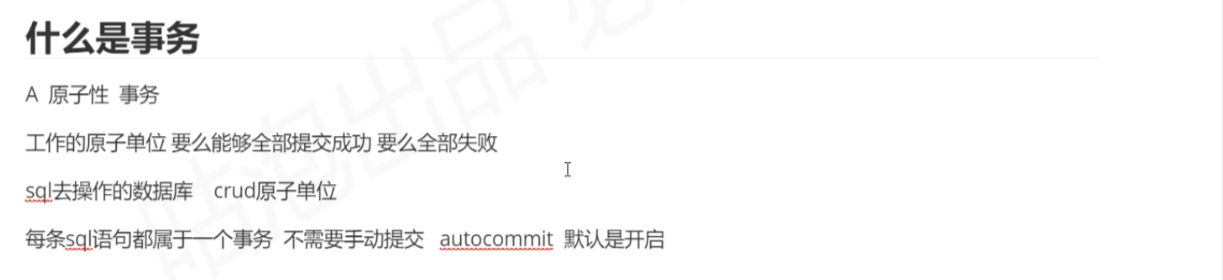 什么是事务
A 原子性 事务
工作的原子单位 要么能够全部提交成功 要么全部失败
sql去操作的数据库 crud原子单位
每条sql语句都属于一个事务 不需要手动提交 autocommit 默认是开启